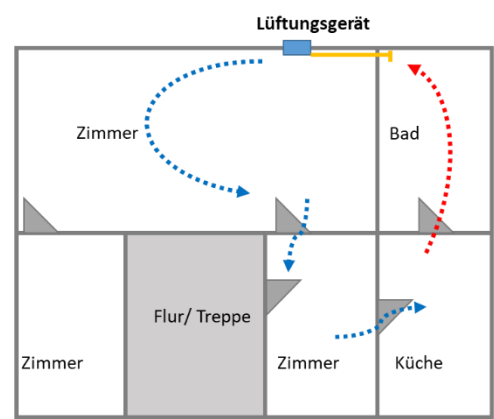 Lüftungsgerät
Zimmer
Bad
Flur/ Treppe
Zimmer
Zimmer
Küche